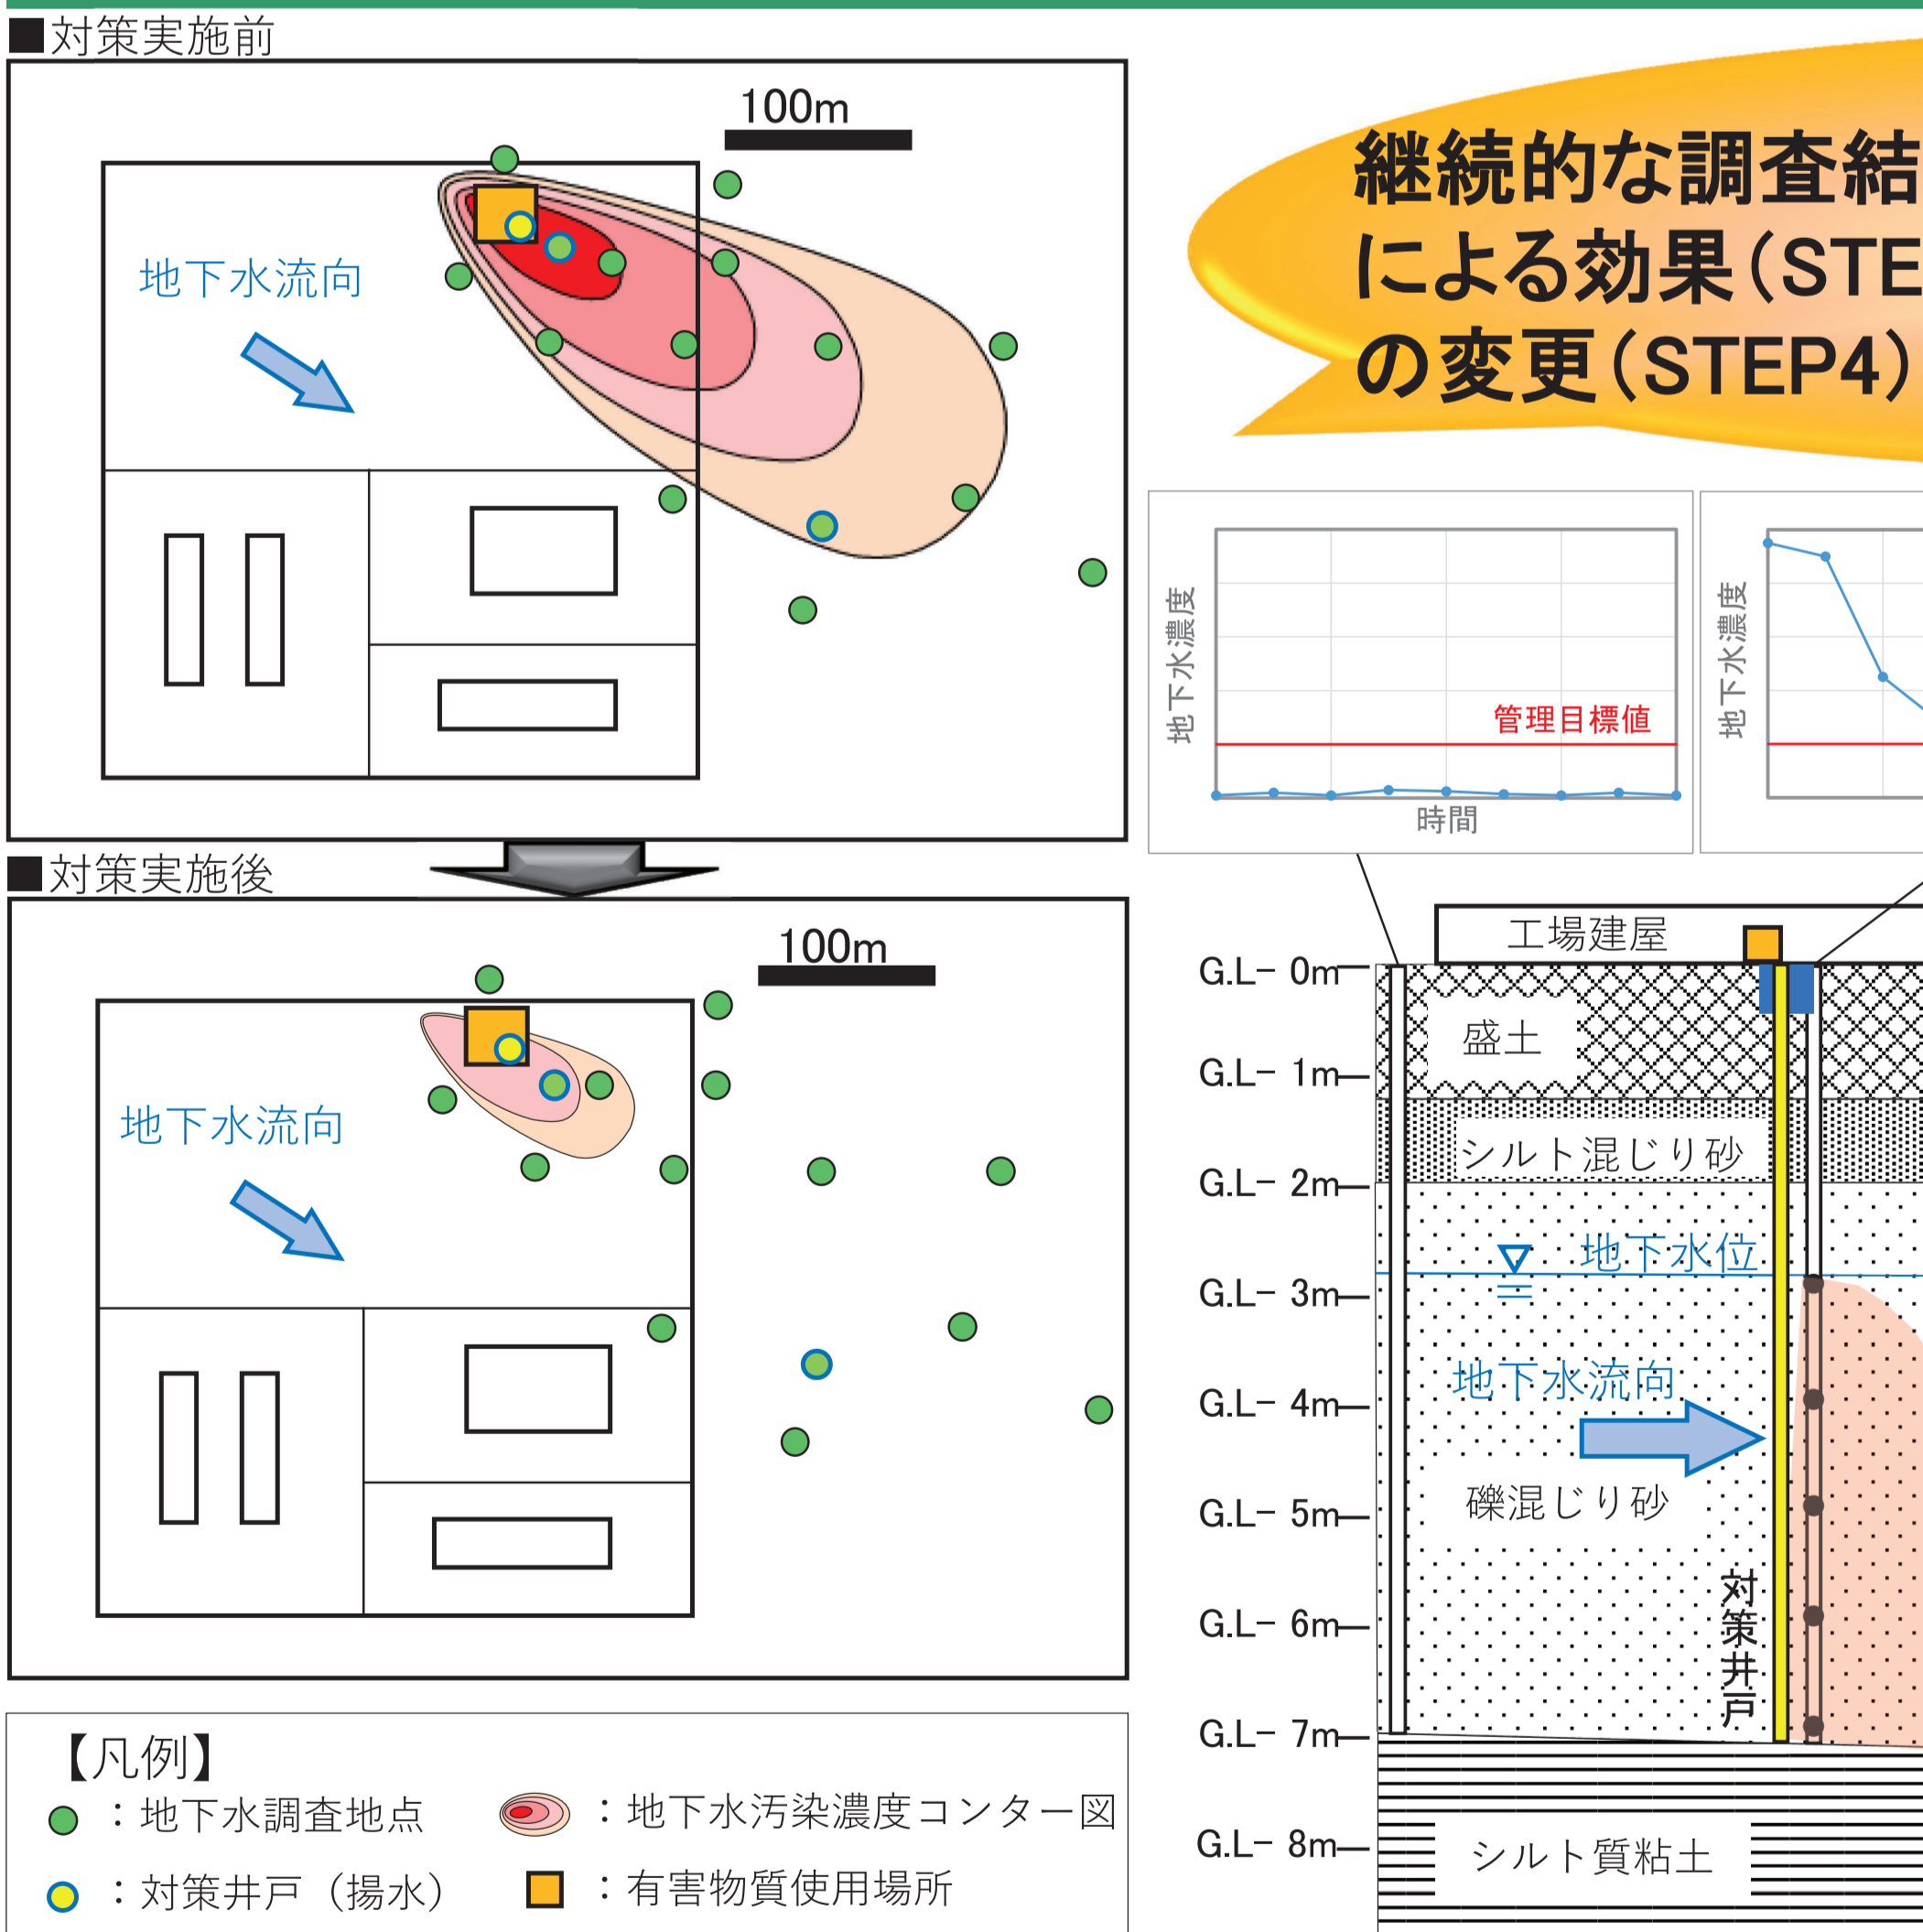 ■対策実施前
100m
地下水流向
継続的な調査結
による効果（STE
の変更（STEP4）
地下水濃度
管理目標値
時間
地下水濃度
■対策実施後
100m
地下水流向
工場建屋
G.L- 0m
盛土
G.L- 1m
シルト混じり砂
G.L- 2m
地下水位
G.L- 3m
地下水流向
G.L- 4m
礫混じり砂
G.L- 5m
対策井戸
G.L- 6m
G.L- 7m
シルト質粘土
G.L- 8m
【凡例】
：地下水調査地点
：地下水汚染濃度コンター図
：対策井戸（揚水）
：有害物質使用場所